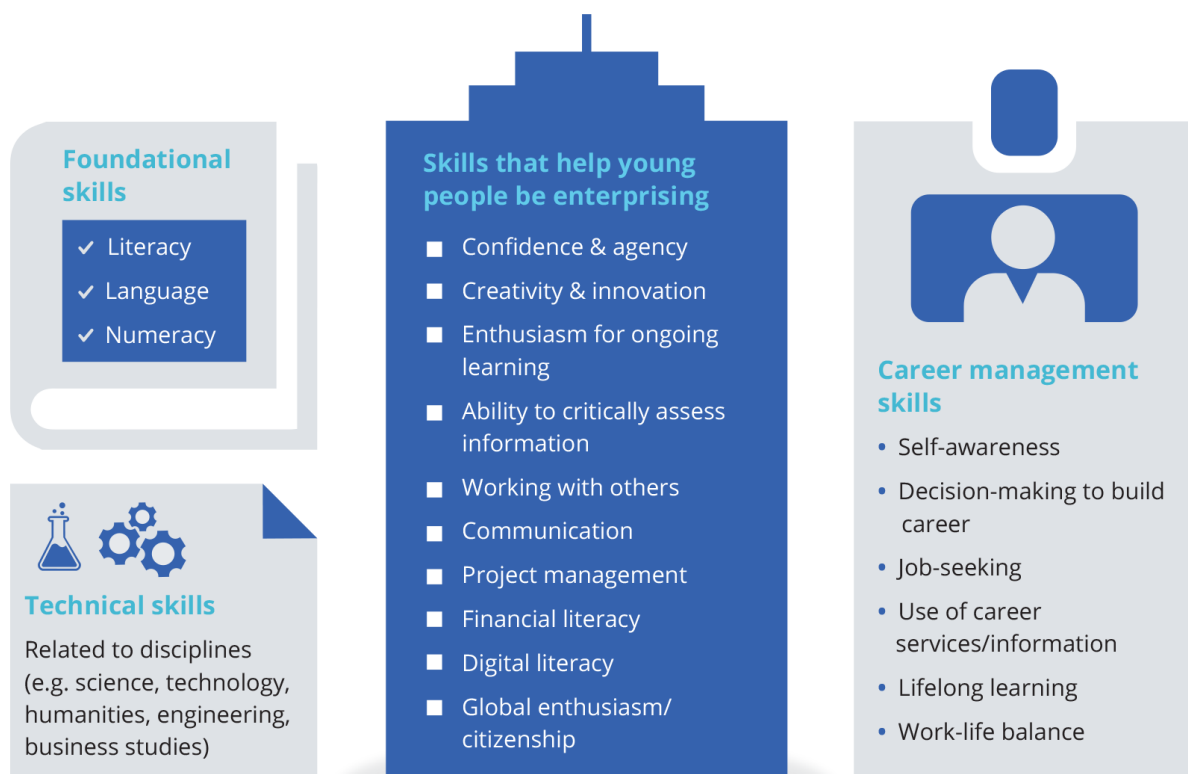 Foundational
skills
Literacy
Language
Numeracy
Technical skills
Related to disciplines
(e.g. science, technology,
humanities, engineering,
business studies)
Skills that help young
people be enterprising
Confidence & agency
Creativity & innovation
Enthusiasm for ongoing
learning
Ability to critically assess
information
Working with others
Communication
Project management
Financial literacy
Digital literacy
Global enthusiasm/
citizenship
Career management
skills
Self-awareness
Decision-making to build
career
Job-seeking
Use of career
services/information
Lifelong learning
Work-life balance